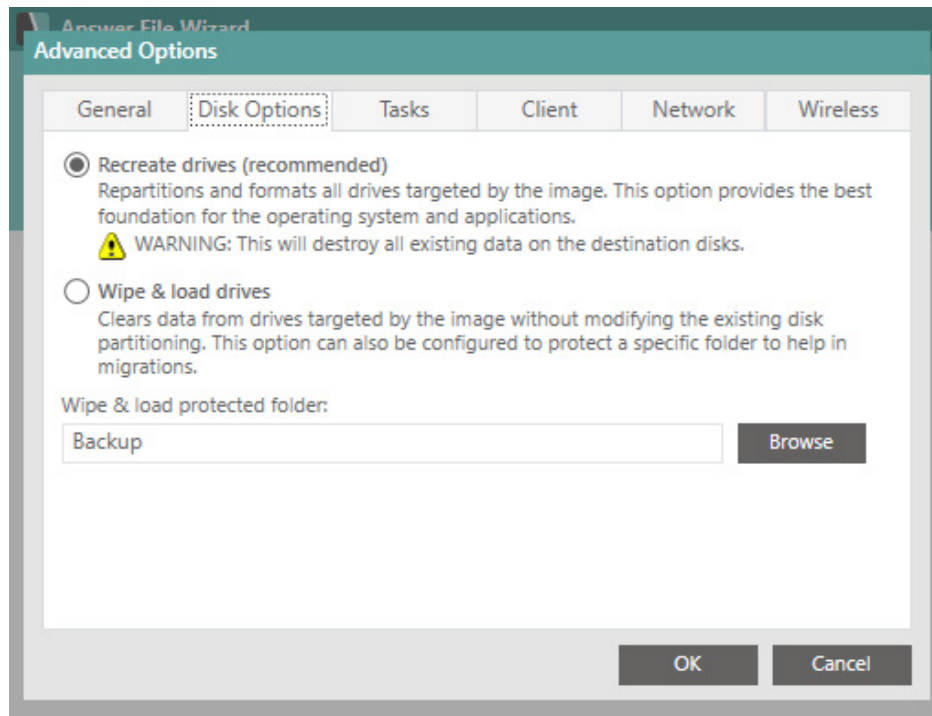 Answer File Wizard
Advanced Options
General Disk Options Tasks Client Network Wireless
Recreate drives (recommended)
Repartitions and formats all drives targeted by the image. This option provides the best
foundation for the operating system and applications.
WARNING: This will destroy all existing data on the destination disks.
Wipe & load drives
Clears data from drives targeted by the image without modifying the existing disk
partitioning. This option can also be configured to protect a specific folder to help in
migrations.
Wipe & load protected folder:
Backup Browse
OK Cancel